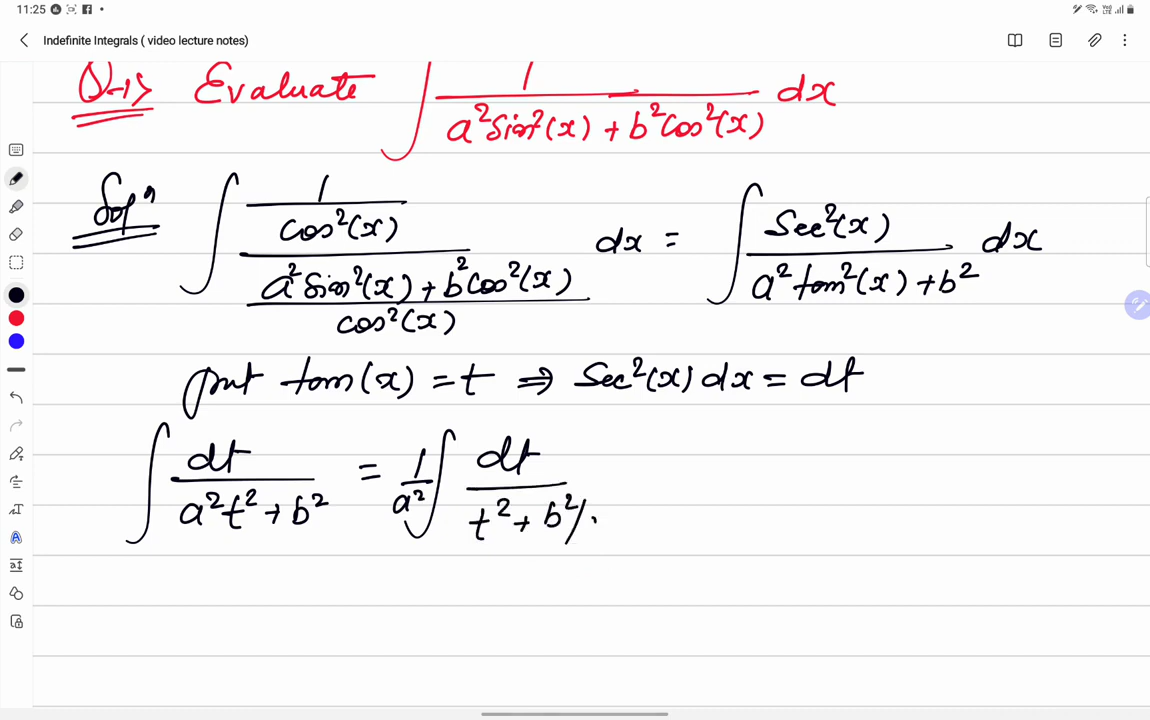 11:25
Indefinite Integrals ( video lecture notes)
Q-1> Evaluate ∫ 1/(a²Sin²(x) + b²Cos²(x)) dx
Solⁿ ∫ (1/cos²(x))/((a²Sin²(x) + b²Cos²(x))/cos²(x)) dx = ∫ Sec²(x)/(a²tan²(x) + b²) dx
put tan(x) = t ⇒ Sec²(x) dx = dt
∫ dt/(a²t² + b²) = 1/a² ∫ dt/(t² + b²/